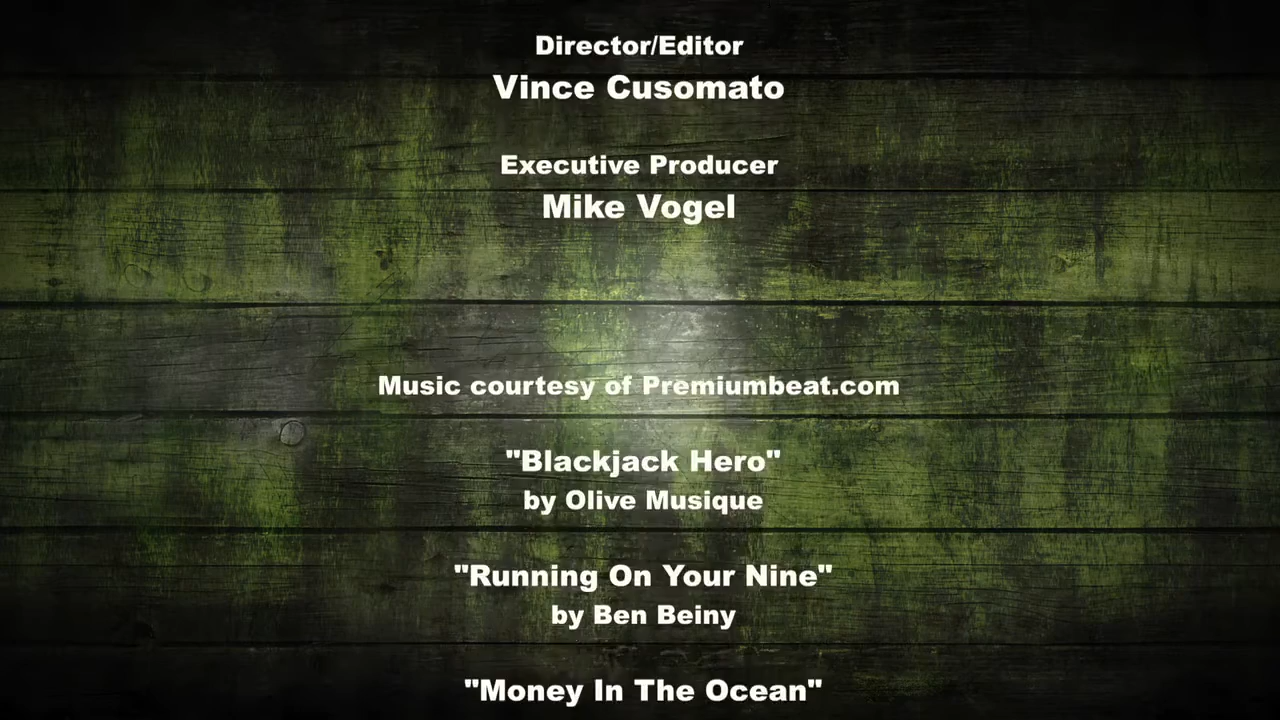 Director/Editor
Vince Cusomato
Executive Producer
Mike Vogel
Music courtesy of Premiumbeat.com
"Blackjack Hero"
by Olive Musique
"Running On Your Nine"
by Ben Beiny
"Money In The Ocean"